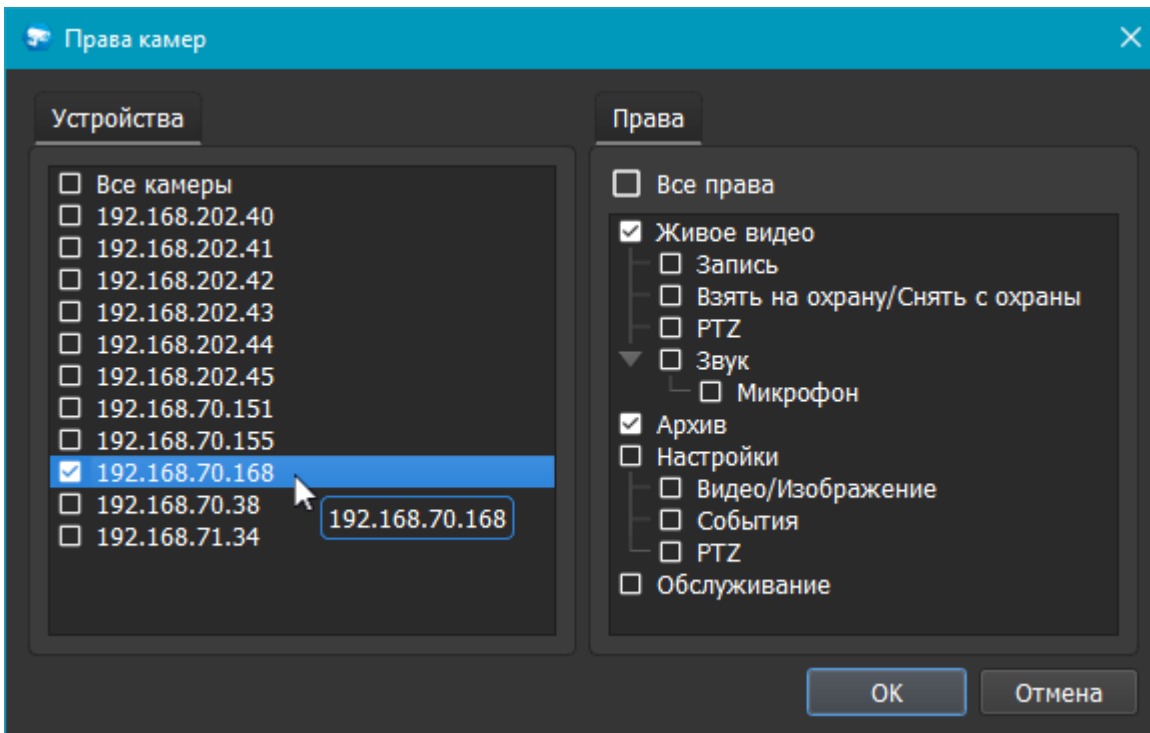 Права камер
Устройства
Все камеры
192.168.202.40
192.168.202.41
192.168.202.42
192.168.202.43
192.168.202.44
192.168.202.45
192.168.70.151
192.168.70.155
192.168.70.168
192.168.70.38
192.168.70.168
192.168.71.34
Права
Все права
Живое видео
Запись
Взять на охрану/Снять с охраны
PTZ
Звук
Микрофон
Архив
Настройки
Видео/Изображение
События
PTZ
Обслуживание
ОК
Отмена